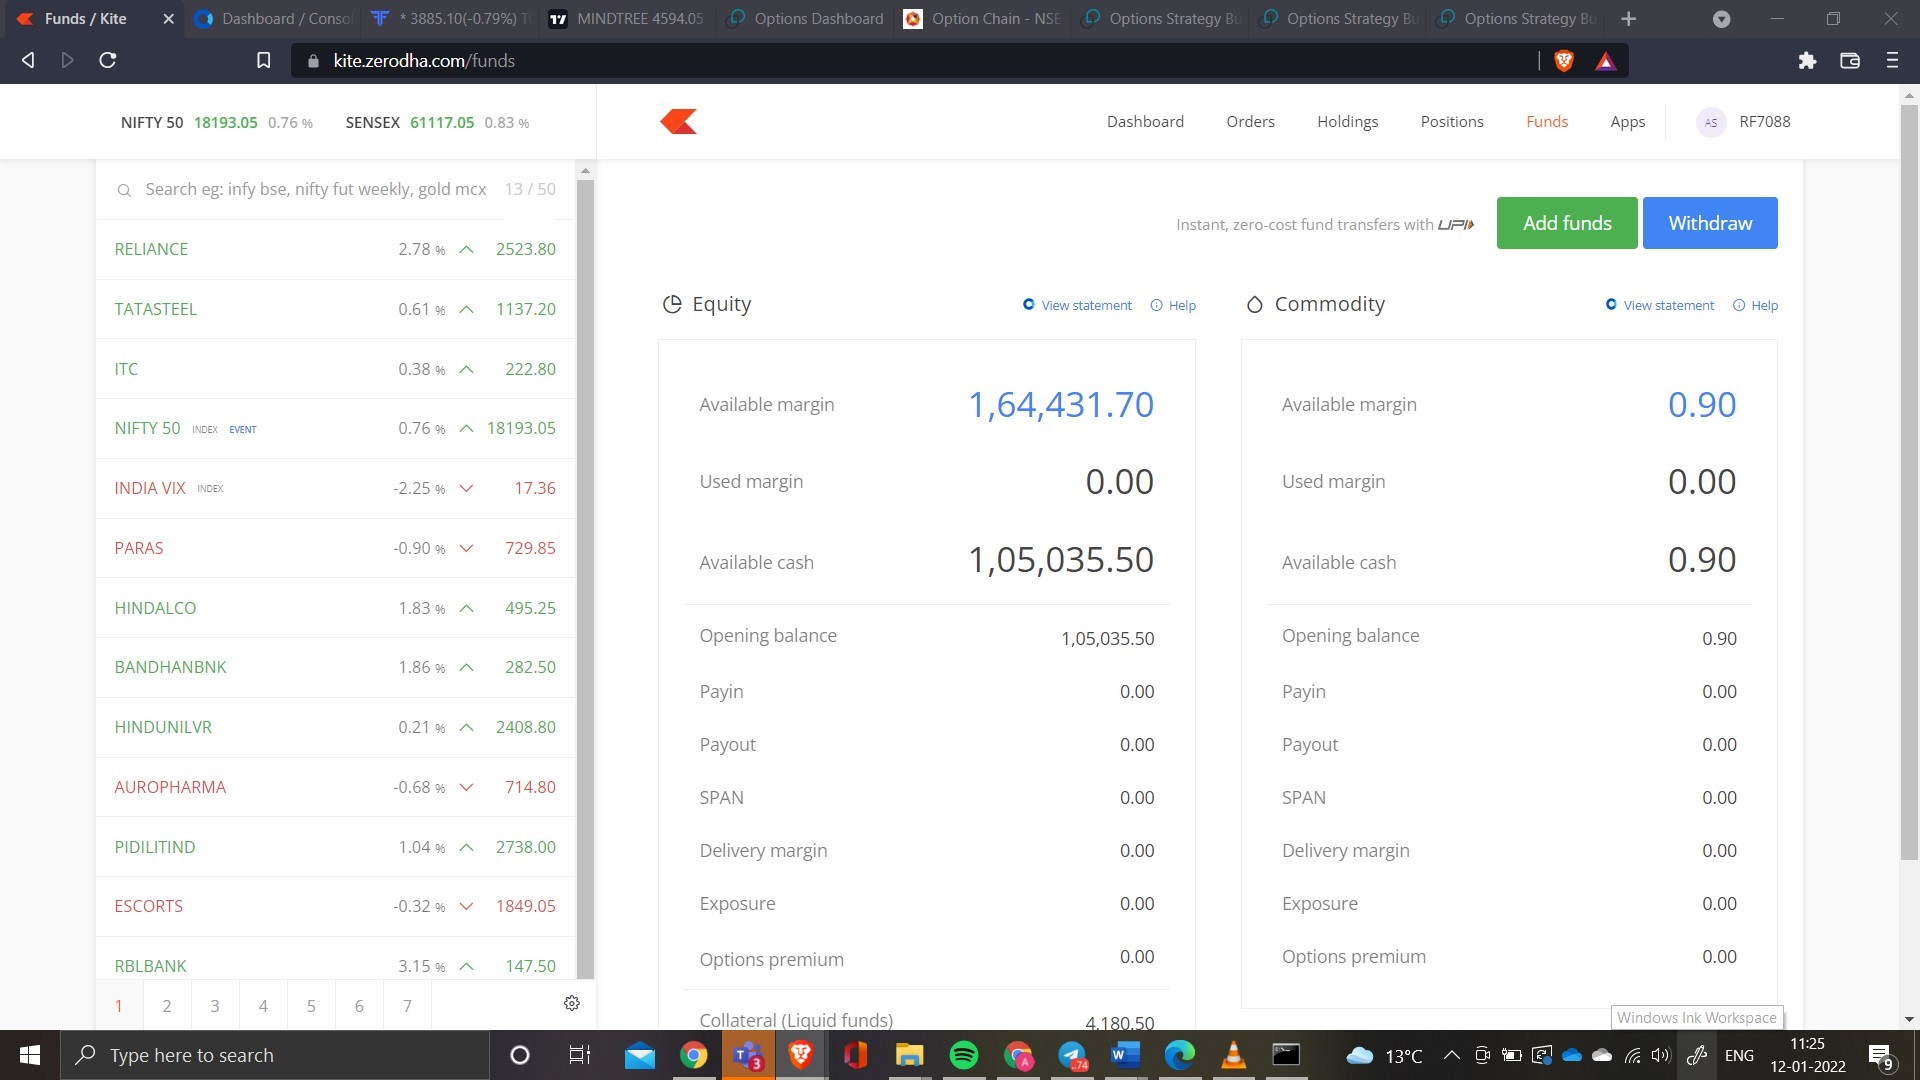 Funds / Kite
Dashboard / Consol
* 3885.10(-0.79%) T
MINDTREE 4594.05
Options Dashboard
Option Chain - NSE
Options Strategy Bu
Options Strategy Bu
Options Strategy Bu
kite.zerodha.com/funds
NIFTY 50 18193.05 0.76 % SENSEX 61117.05 0.83 %
Dashboard Orders Holdings Positions Funds Apps AS RF7088
Search eg: infy bse, nifty fut weekly, gold mcx 13 / 50
RELIANCE 2.78 % 2523.80
TATASTEEL 0.61 % 1137.20
ITC 0.38 % 222.80
NIFTY 50 INDEX EVENT 0.76 % 18193.05
INDIA VIX INDEX -2.25 % 17.36
PARAS -0.90 % 729.85
HINDALCO 1.83 % 495.25
BANDHANBNK 1.86 % 282.50
HINDUNILVR 0.21 % 2408.80
AUROPHARMA -0.68 % 714.80
PIDILITIND 1.04 % 2738.00
ESCORTS -0.32 % 1849.05
RBLBANK 3.15 % 147.50
1 2 3 4 5 6 7
Instant, zero-cost fund transfers with UPI Add funds Withdraw
Equity View statement Help
Available margin 1,64,431.70
Used margin 0.00
Available cash 1,05,035.50
Opening balance 1,05,035.50
Payin 0.00
Payout 0.00
SPAN 0.00
Delivery margin 0.00
Exposure 0.00
Options premium 0.00
Collateral (Liquid funds) 4,180.50
Commodity View statement Help
Available margin 0.90
Used margin 0.00
Available cash 0.90
Opening balance 0.90
Payin 0.00
Payout 0.00
SPAN 0.00
Delivery margin 0.00
Exposure 0.00
Options premium 0.00
Windows Ink Workspace
Type here to search
3
74
13°C
ENG
11:25
12-01-2022
9